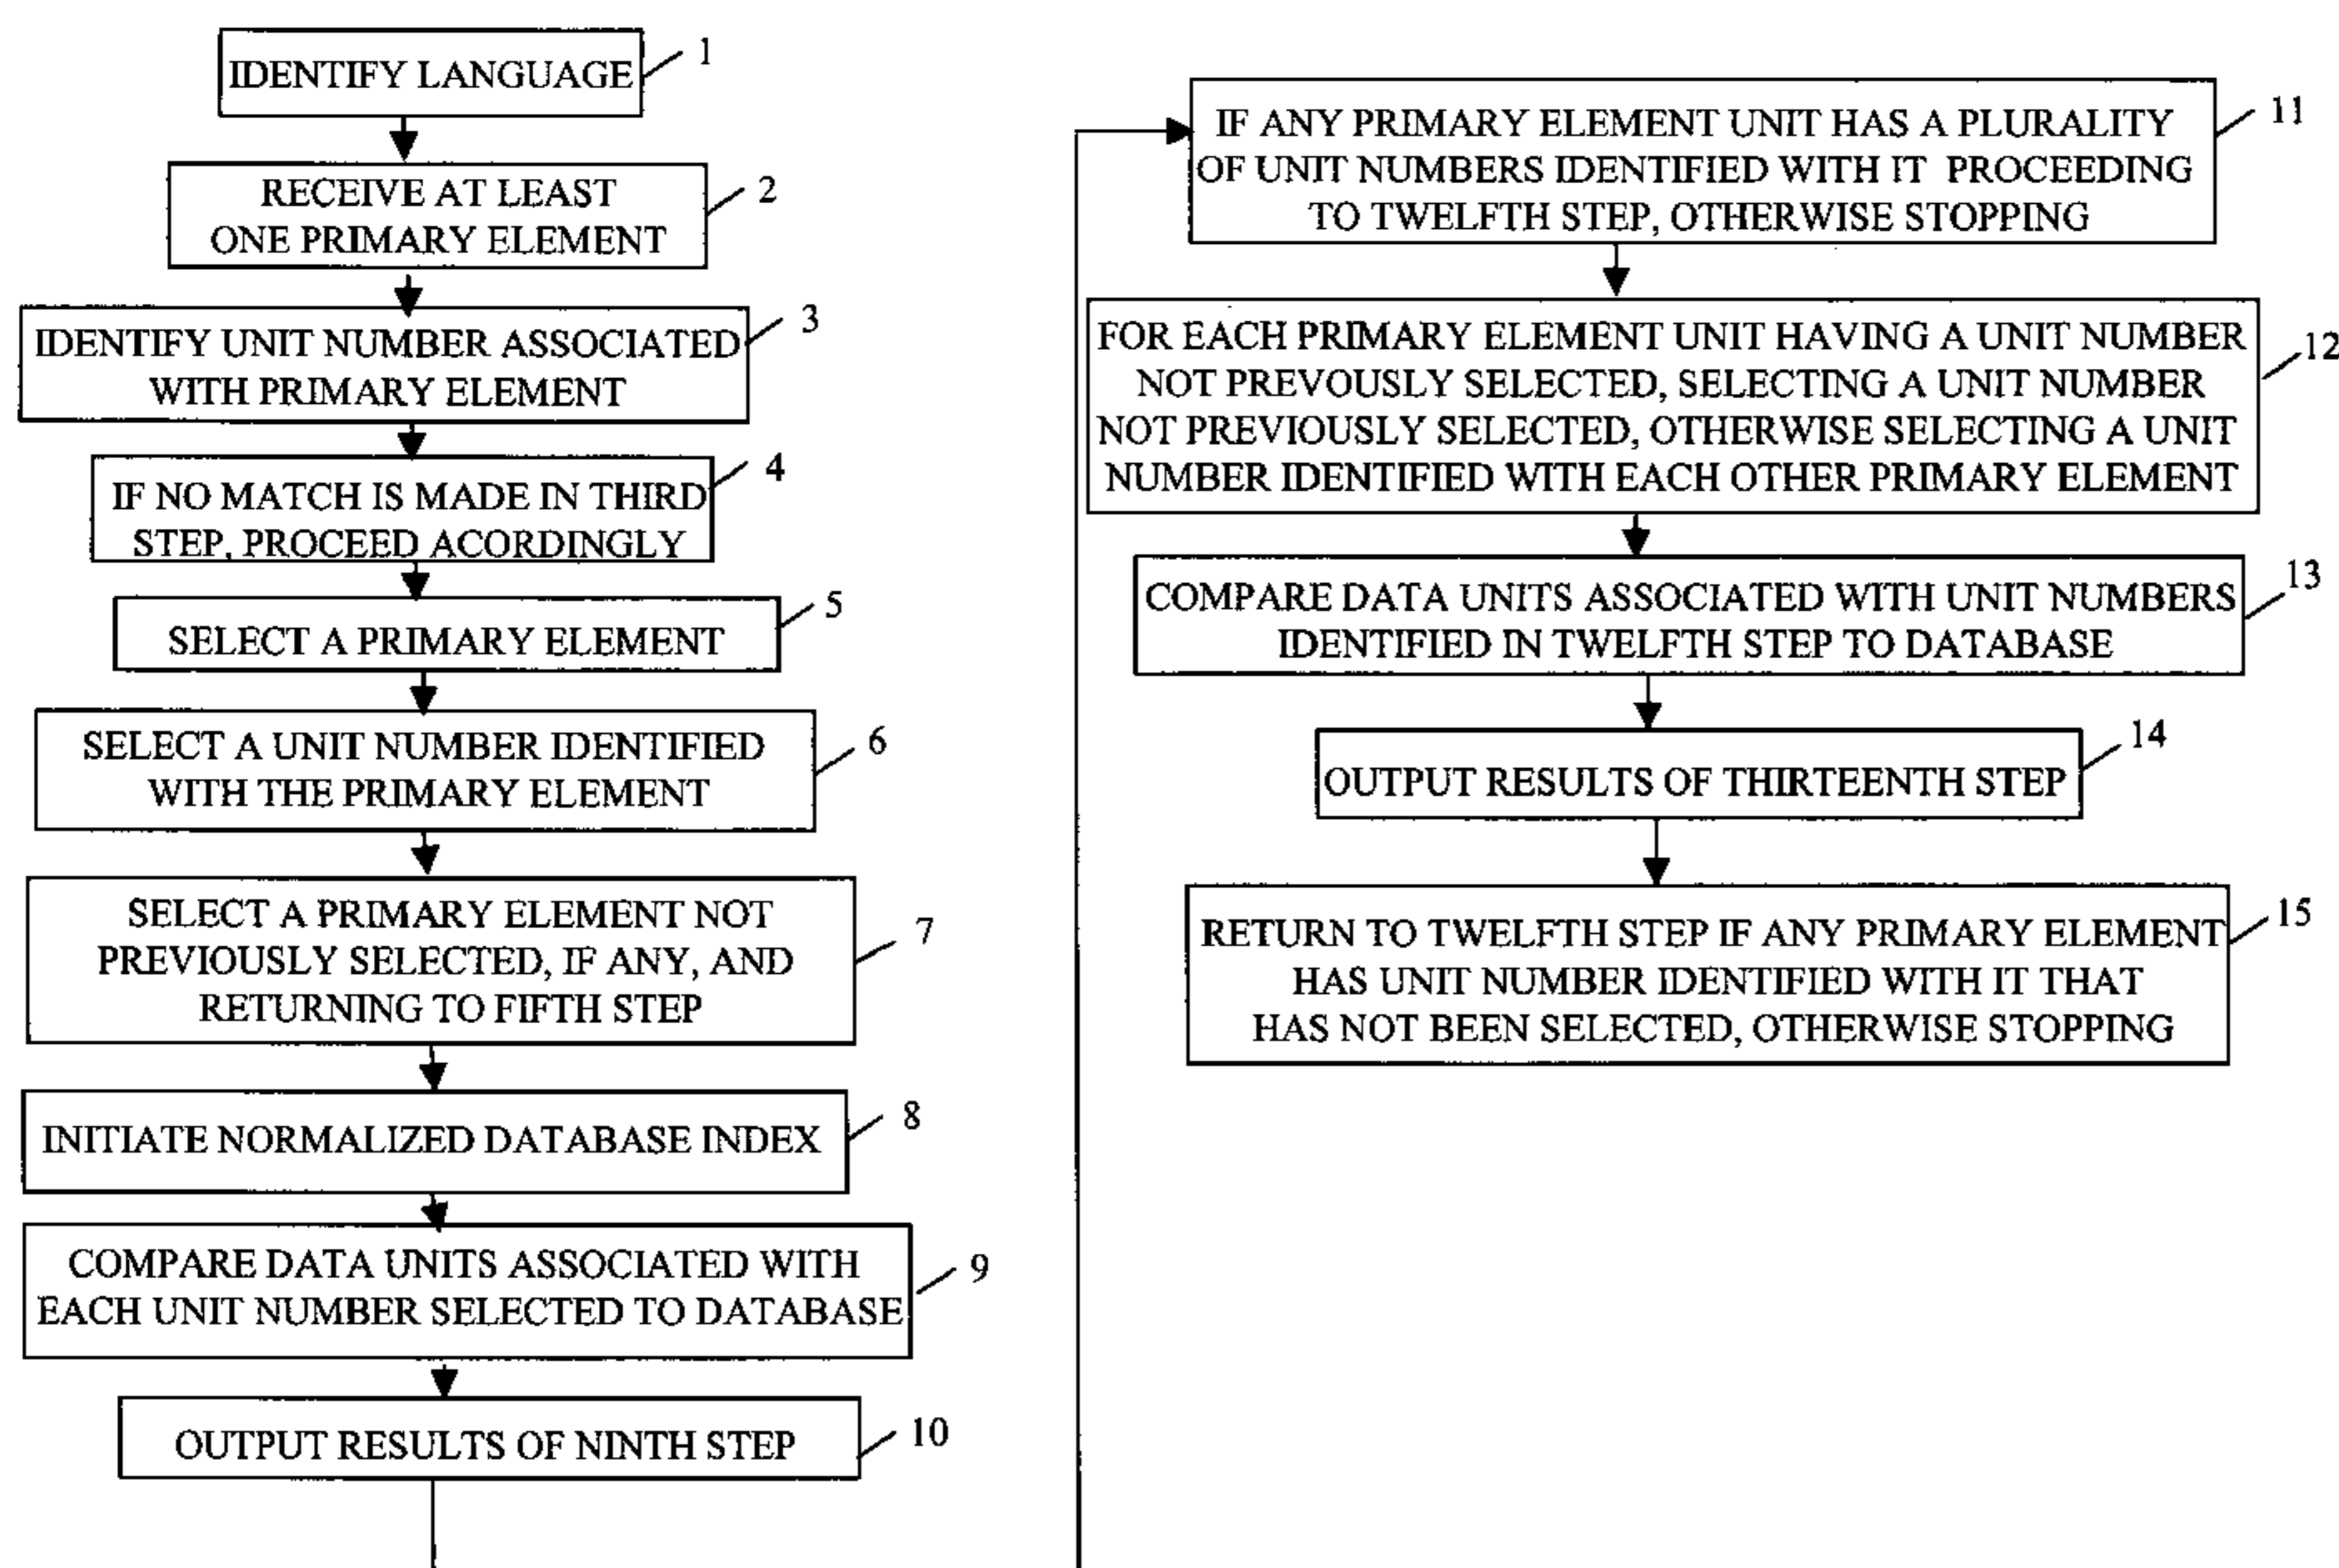 IDENTIFY LANGUAGE
1
RECEIVE AT LEAST
ONE PRIMARY ELEMENT
2
IDENTIFY UNIT NUMBER ASSOCIATED
WITH PRIMARY ELEMENT
3
IF NO MATCH IS MADE IN THIRD
STEP, PROCEED ACORDINGLY
4
SELECT A PRIMARY ELEMENT
5
SELECT A UNIT NUMBER IDENTIFIED
WITH THE PRIMARY ELEMENT
6
SELECT A PRIMARY ELEMENT NOT
PREVIOUSLY SELECTED, IF ANY, AND
RETURNING TO FIFTH STEP
7
INITIATE NORMALIZED DATABASE INDEX
8
COMPARE DATA UNITS ASSOCIATED WITH
EACH UNIT NUMBER SELECTED TO DATABASE
9
OUTPUT RESULTS OF NINTH STEP
10
IF ANY PRIMARY ELEMENT UNIT HAS A PLURALITY
OF UNIT NUMBERS IDENTIFIED WITH IT PROCEEDING
TO TWELFTH STEP, OTHERWISE STOPPING
11
FOR EACH PRIMARY ELEMENT UNIT HAVING A UNIT NUMBER
NOT PREVOUSLY SELECTED, SELECTING A UNIT NUMBER
NOT PREVIOUSLY SELECTED, OTHERWISE SELECTING A UNIT
NUMBER IDENTIFIED WITH EACH OTHER PRIMARY ELEMENT
12
COMPARE DATA UNITS ASSOCIATED WITH UNIT NUMBERS
IDENTIFIED IN TWELFTH STEP TO DATABASE
13
OUTPUT RESULTS OF THIRTEENTH STEP
14
RETURN TO TWELFTH STEP IF ANY PRIMARY ELEMENT
HAS UNIT NUMBER IDENTIFIED WITH IT THAT
HAS NOT BEEN SELECTED, OTHERWISE STOPPING
15